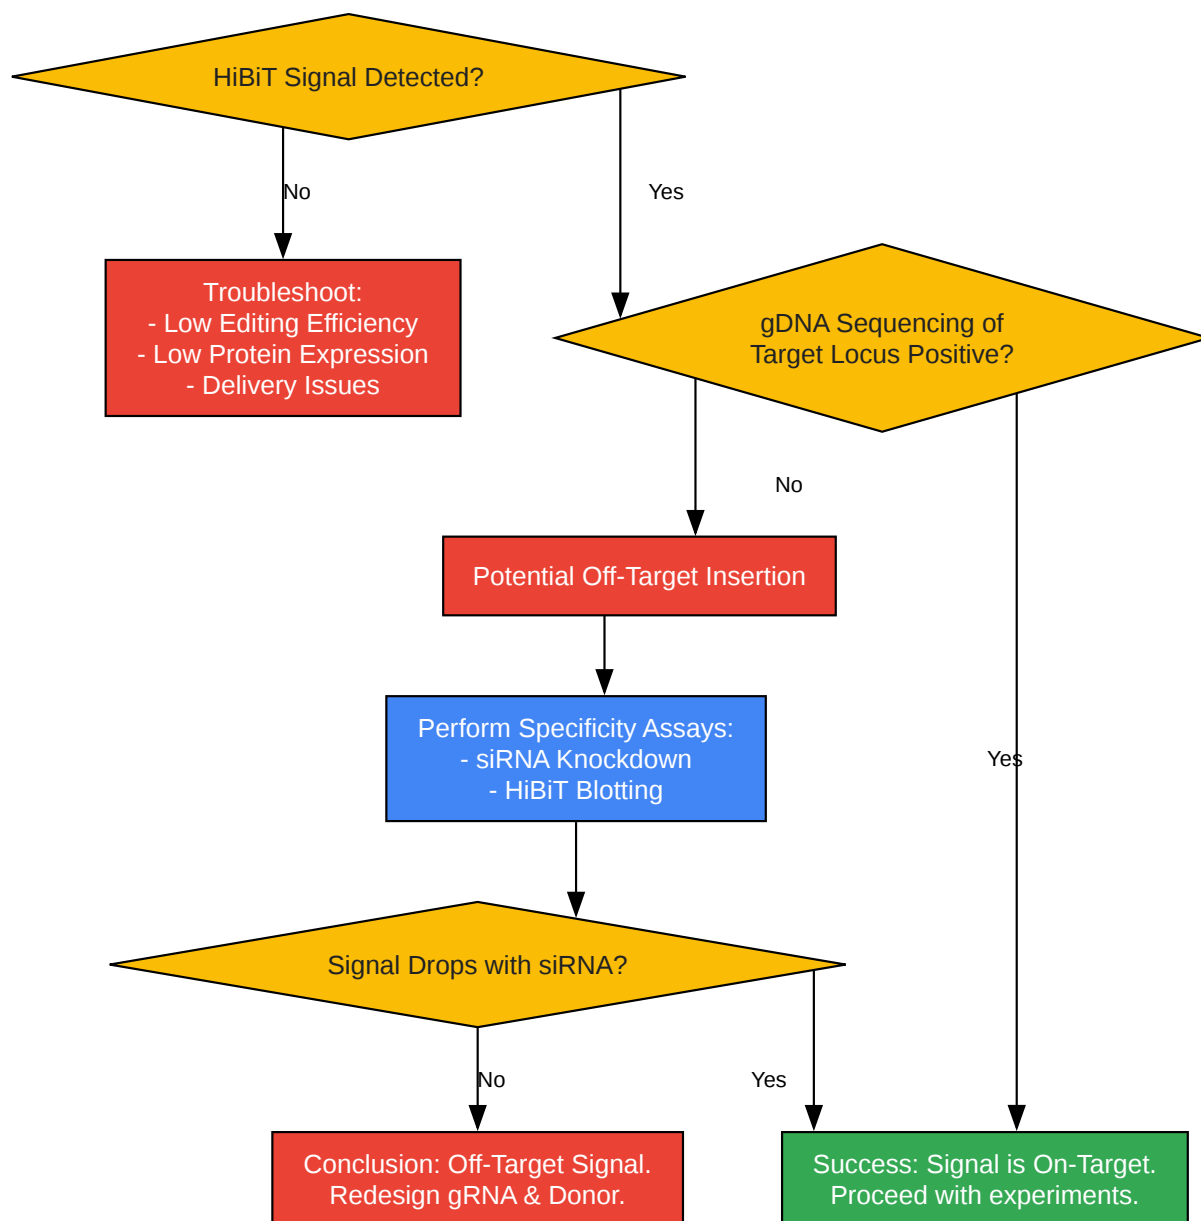 HiBiT Signal Detected?
No
Yes
Troubleshoot:
- Low Editing Efficiency
- Low Protein Expression
- Delivery Issues
gDNA Sequencing of
Target Locus Positive?
No
Potential Off-Target Insertion
Perform Specificity Assays:
- siRNA Knockdown
- HiBiT Blotting
Yes
Signal Drops with siRNA?
No
Yes
Conclusion: Off-Target Signal.
Redesign gRNA & Donor.
Success: Signal is On-Target.
Proceed with experiments.